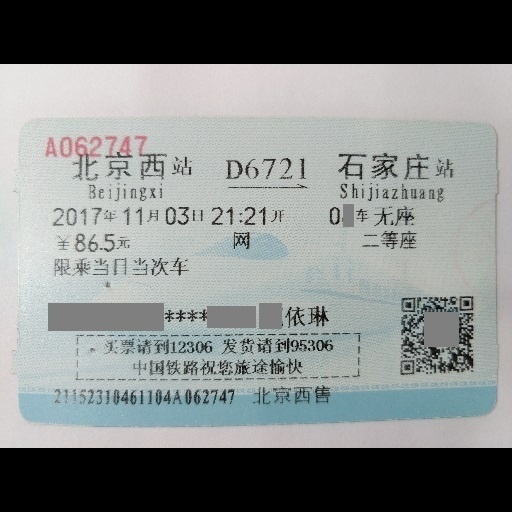 A062747
北京西站 D6721 石家庄站
Beijingxi Shijiazhuang
2017年11月03日21:21开 0 车 无座
￥86.5元 网 二等座
限乘当日当次车
**** 依琳
买票请到12306 发货请到95306
中国铁路祝您旅途愉快
21152310461104A062747 北京西售